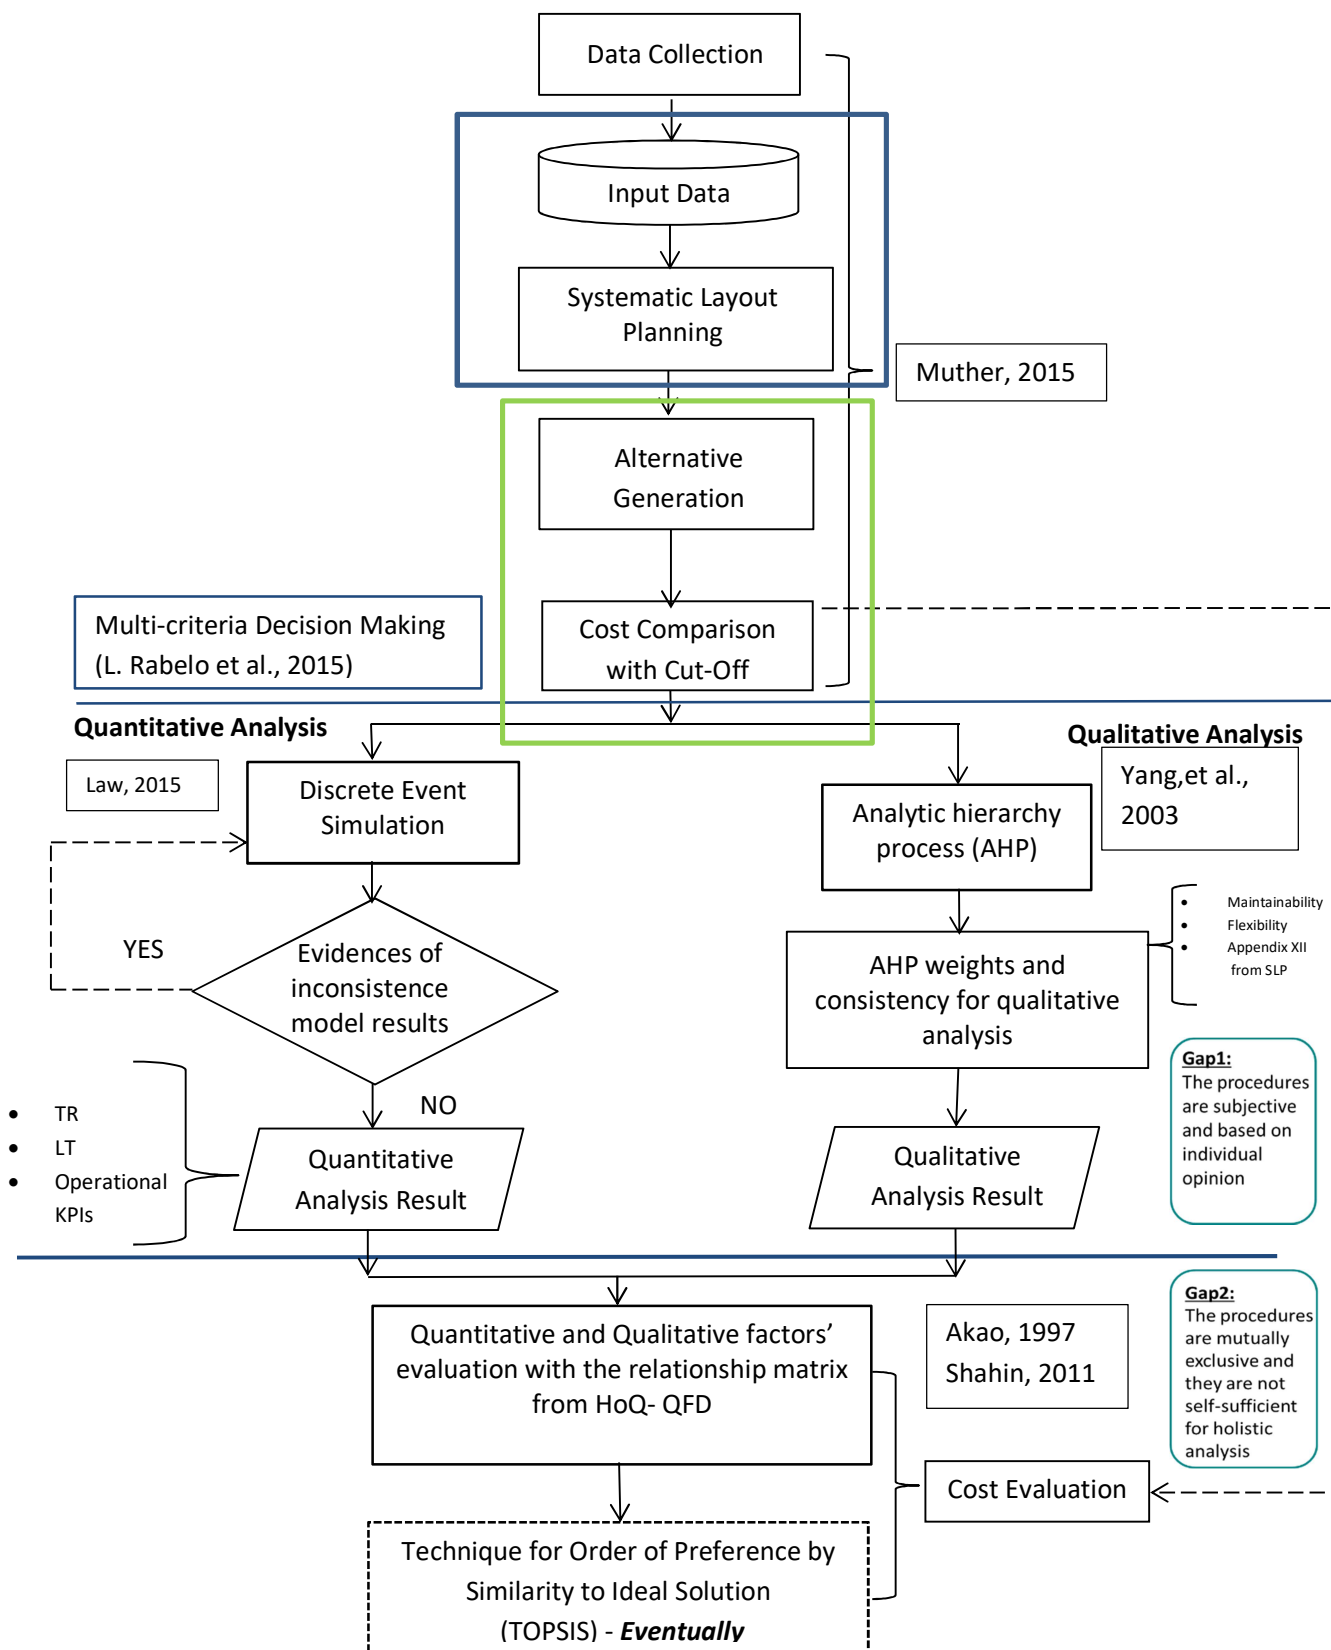 Data Collection
Input Data
Systematic Layout
Planning
Muther, 2015
Alternative
Generation
Multi-criteria Decision Making
(L. Rabelo et al., 2015)
Cost Comparison
with Cut-Off
Quantitative Analysis
Qualitative Analysis
Law, 2015
Discrete Event
Simulation
Analytic hierarchy
process (AHP)
Yang,et al.,
2003
YES
Evidences of
inconsistence
model results
AHP weights and
consistency for qualitative
analysis
• Maintainability
• Flexibility
• Appendix XII
from SLP
NO
• TR
• LT
• Operational
KPIs
Quantitative
Analysis Result
Qualitative
Analysis Result
Gap1:
The procedures
are subjective
and based on
individual
opinion
Quantitative and Qualitative factors’
evaluation with the relationship matrix
from HoQ- QFD
Akao, 1997
Shahin, 2011
Gap2:
The procedures
are mutually
exclusive and
they are not
self-sufficient
for holistic
analysis
Cost Evaluation
Technique for Order of Preference by
Similarity to Ideal Solution
(TOPSIS) - Eventually